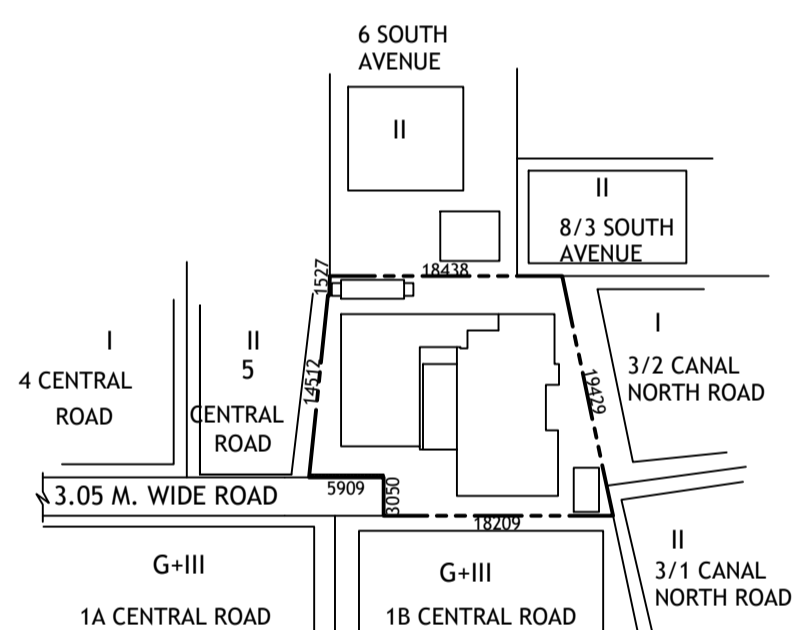 6 SOUTH
AVENUE
II
II
8/3 SOUTH
AVENUE
18438
1527
I
3/2 CANAL
NORTH ROAD
I
4 CENTRAL
ROAD
II
5
CENTRAL
ROAD
14512
19429
3.05 M. WIDE ROAD
5909
3050
18209
G+III
1A CENTRAL ROAD
G+III
1B CENTRAL ROAD
II
3/1 CANAL
NORTH ROAD